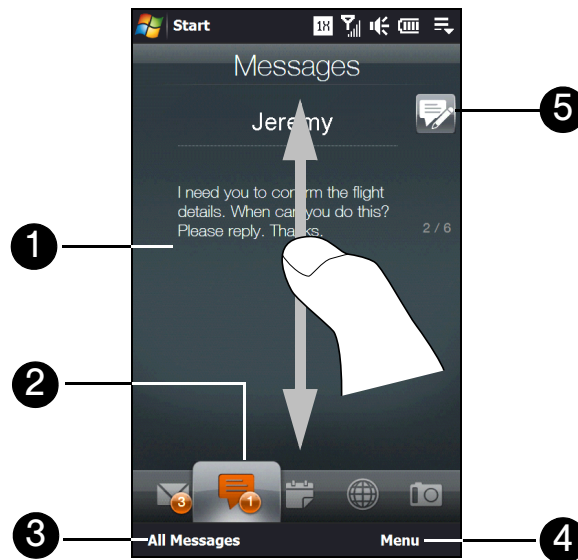 Start
1X
Messages
Jeremy
5
I need you to confirm the flight
details. When can you do this?
Please reply. Thanks.
2 / 6
1
2
3
1
3
All Messages
Menu
4